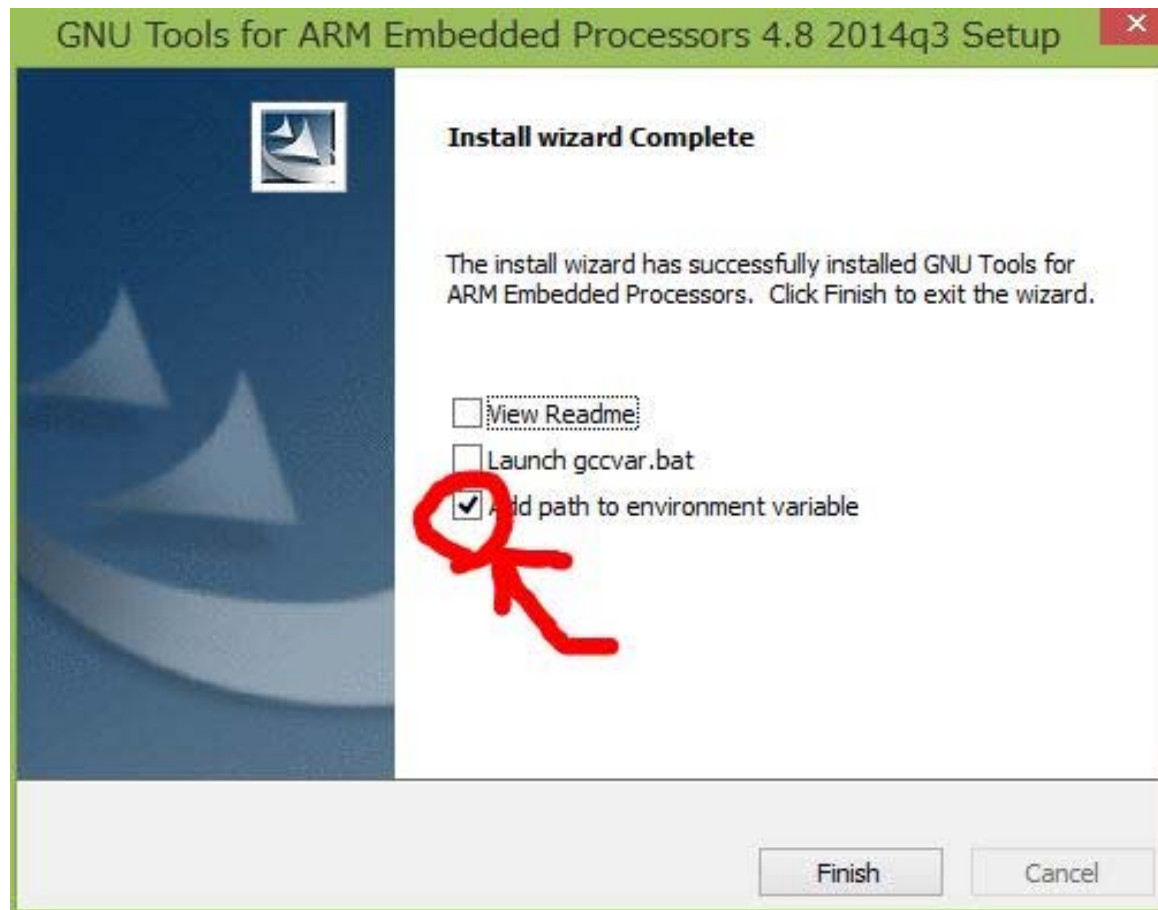 GNU Tools for ARM Embedded Processors 4.8 2014q3 Setup
Install wizard Complete
The install wizard has successfully installed GNU Tools for
ARM Embedded Processors.  Click Finish to exit the wizard.
View Readme
Launch gccvar.bat
Add path to environment variable
Finish
Cancel